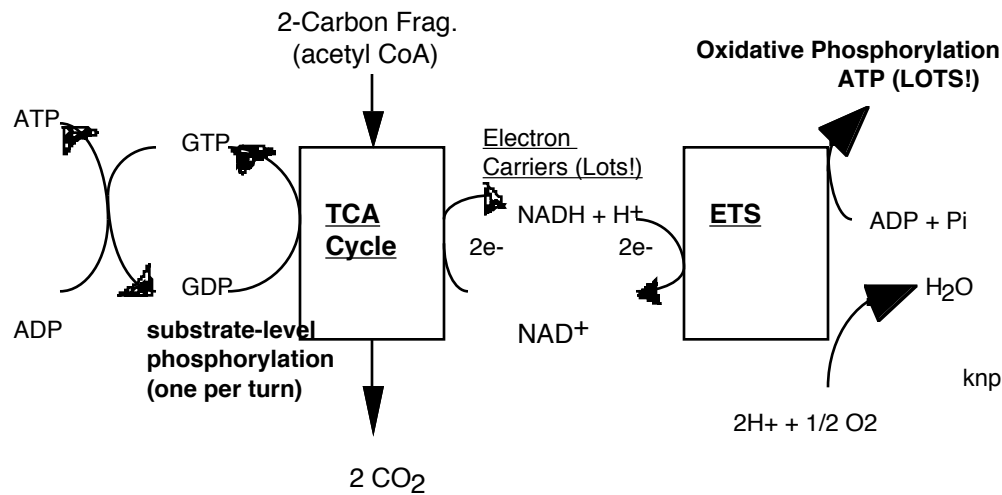 2-Carbon Frag.
(acetyl CoA)
Oxidative Phosphorylation
ATP (LOTS!)
ATP
GTP
Electron
Carriers (Lots!)
TCA
Cycle
NADH + H+
ETS
ADP + Pi
2e-
2e-
GDP
H2O
ADP
NAD+
substrate-level
phosphorylation
(one per turn)
knp
2H+ + 1/2 O2
2 CO2